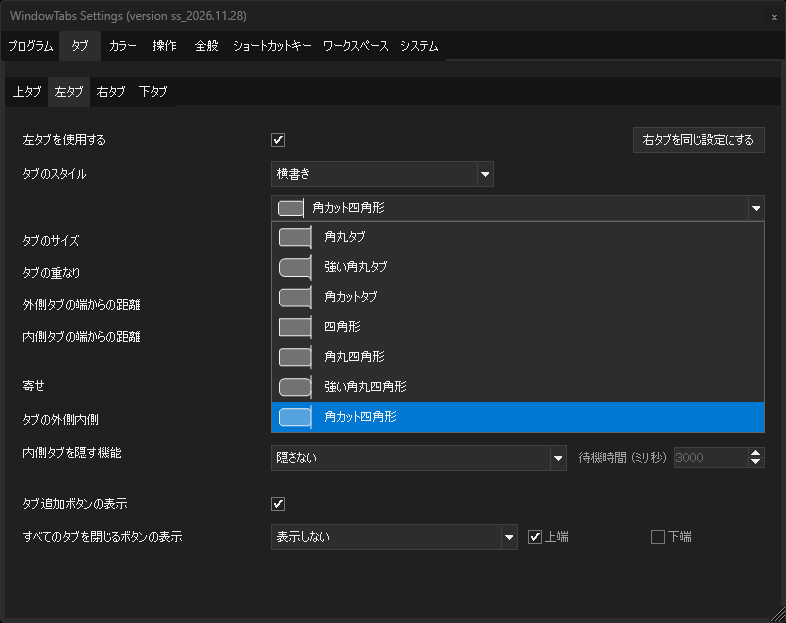 WindowTabs Settings (version ss_2026.11.28)
x
プログラム タブ カラー 操作 全般 ショートカットキー ワークスペース システム
上タブ 左タブ 右タブ 下タブ
左タブを使用する 右タブを同じ設定にする
タブのスタイル 横書き
角カット四角形
角丸タブ
タブのサイズ
強い角丸タブ
タブの重なり
角カットタブ
外側タブの端からの距離
四角形
内側タブの端からの距離
角丸四角形
寄せ
強い角丸四角形
タブの外側内側
角カット四角形
内側タブを隠す機能 隠さない 待機時間（ミリ秒） 3000
タブ追加ボタンの表示
すべてのタブを閉じるボタンの表示 表示しない 上端 下端